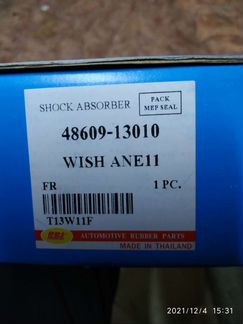 SHOCK ABSORBER
PACK
MEP SEAL
48609-13010
WISH ANE11
FR
1 PC.
T13W11F
RBI
AUTOMOTIVE RUBBER PARTS
MADE IN THAILAND
2021/12/4 15:31